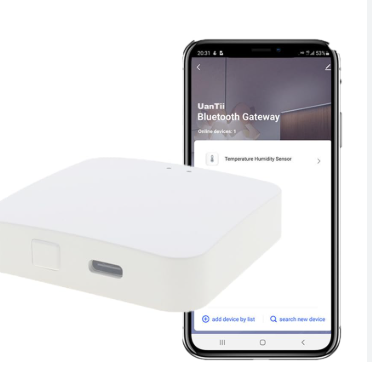 20:31
53%
UanTii
Bluetooth Gateway
Online devices: 1
Temperature Humidity Sensor
add device by list
search new device